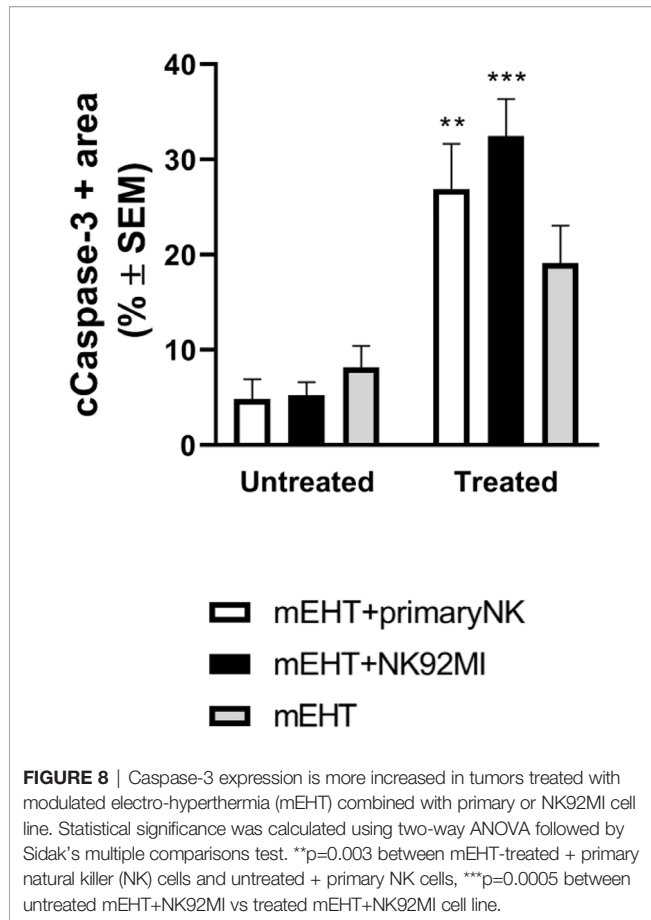 40
30
20
10
0
cCaspase-3 + area
(% ± SEM)
**
***
Untreated
Treated
mEHT+primaryNK
mEHT+NK92MI
mEHT
FIGURE 8 | Caspase-3 expression is more increased in tumors treated with
modulated electro-hyperthermia (mEHT) combined with primary or NK92MI cell
line. Statistical significance was calculated using two-way ANOVA followed by
Sidak's multiple comparisons test. **p=0.003 between mEHT-treated + primary
natural killer (NK) cells and untreated + primary NK cells, ***p=0.0005 between
untreated mEHT+NK92MI vs treated mEHT+NK92MI cell line.